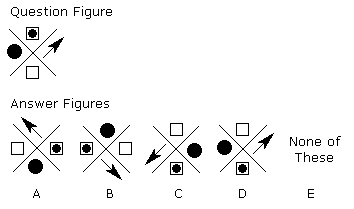 Question Figure
Answer Figures
None of
These
A B C D E